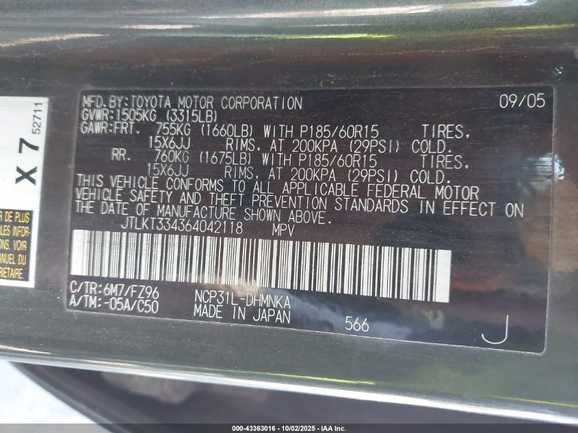 MFD.BY:TOYOTA MOTOR CORPORATION 09/05
GVWR:1505KG (3315LB)
GAWR:FRT. 755KG (1660LB) WITH P185/60R15 TIRES.
15X6JJ RIMS. AT 200KPA (29PSI) COLD.
RR. 760KG (1675LB) WITH P185/60R15 TIRES.
15X6JJ RIMS. AT 200KPA (29PSI) COLD.
THIS VEHICLE CONFORMS TO ALL APPLICABLE FEDERAL MOTOR
VEHICLE SAFETY AND THEFT PREVENTION STANDARDS IN EFFECT
ON THE DATE OF MANUFACTURE SHOWN ABOVE.
JTLKT334364042118 MPV
C/TR:6M7/FZ96 NCP31L-DHMNKA
A/TM:-05A/C50 MADE IN JAPAN 566 J
X 7
52711
000-43363016 - 10/02/2025 - IAA, Inc.